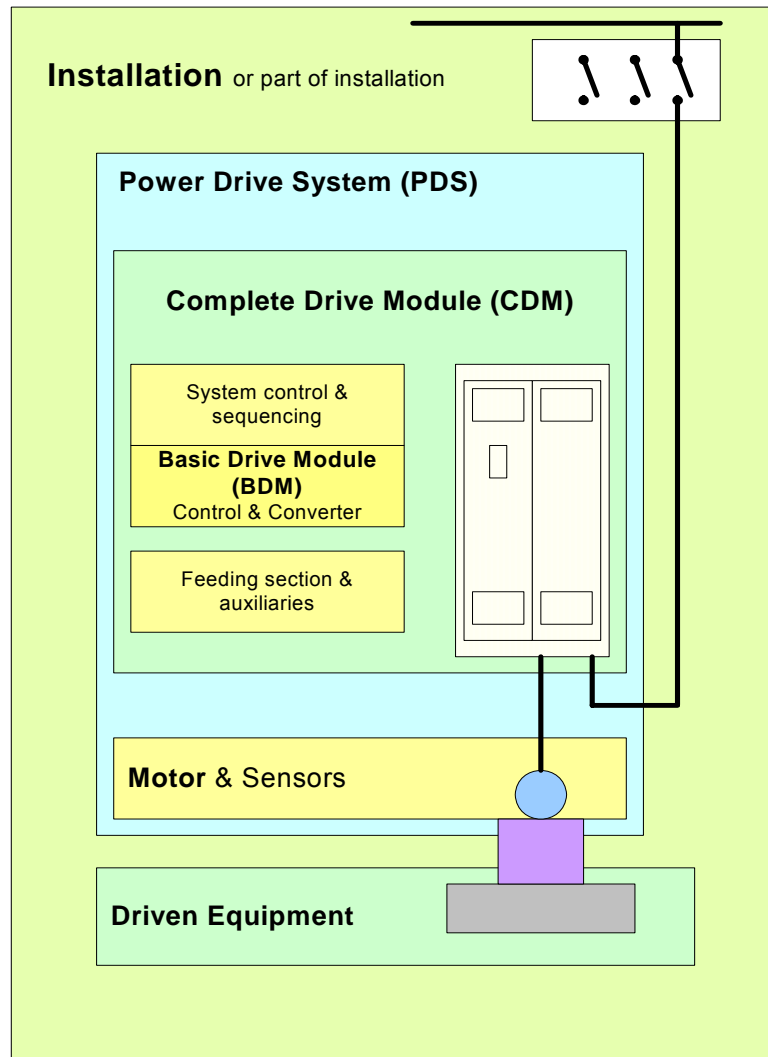 Installation or part of installation
Power Drive System (PDS)
Complete Drive Module (CDM)
System control &
sequencing
Basic Drive Module
(BDM)
Control & Converter
Feeding section &
auxiliaries
Motor & Sensors
Driven Equipment